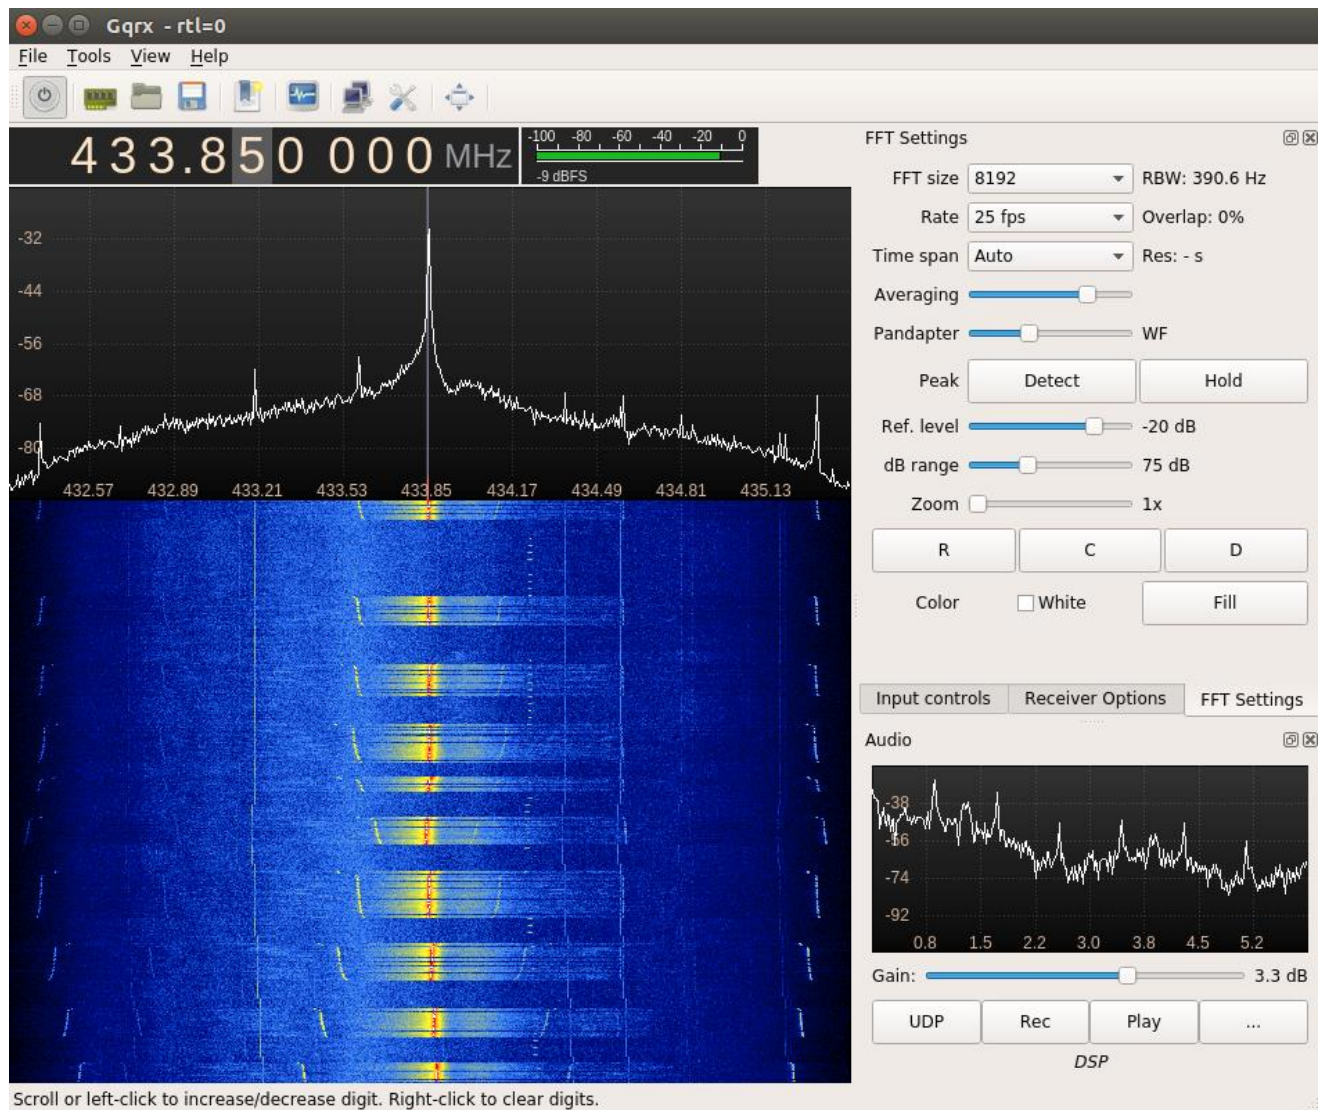 Gqrx - rtl=0
File Tools View Help
433.850 000 MHz
-100 -80 -60 -40 -20 0
-9 dBFS
-32
-44
-56
-68
-80
432.57 432.89 433.21 433.53 433.85 434.17 434.49 434.81 435.13
FFT Settings
FFT size 8192 RBW: 390.6 Hz
Rate 25 fps Overlap: 0%
Time span Auto Res: - s
Averaging
Pandapter WF
Peak Detect Hold
Ref. level -20 dB
dB range 75 dB
Zoom 1x
R C D
Color White Fill
Input controls Receiver Options FFT Settings
Audio
-38
-56
-74
-92
0.8 1.5 2.2 3.0 3.8 4.5 5.2
Gain: 3.3 dB
UDP Rec Play ...
DSP
Scroll or left-click to increase/decrease digit. Right-click to clear digits.